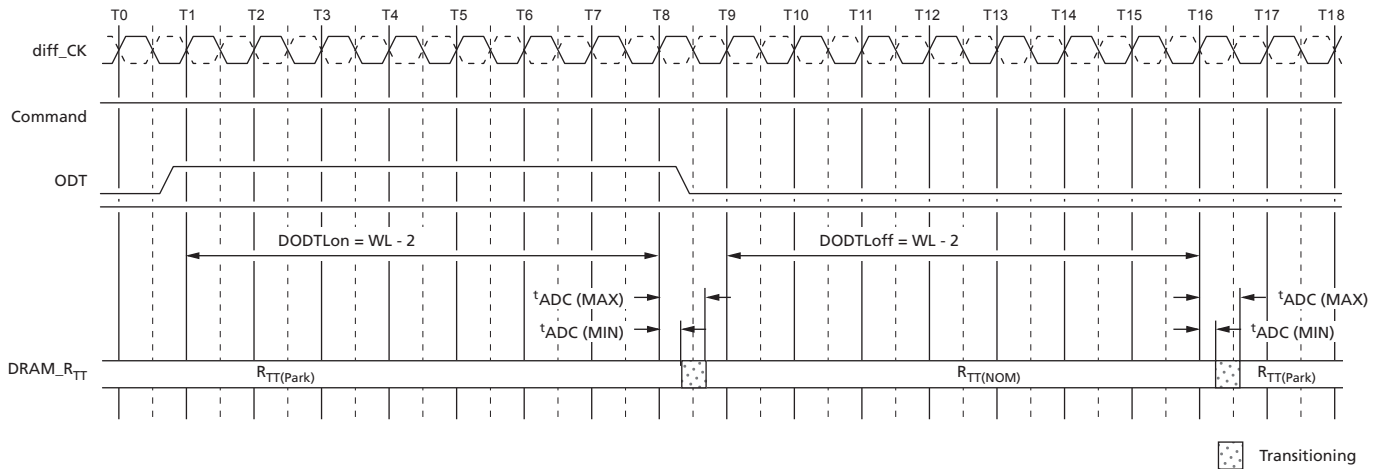 T0 T1 T2 T3 T4 T5 T6 T7 T8 T9 T10 T11 T12 T13 T14 T15 T16 T17 T18
diff_CK
Command
ODT
DODTLon = WL - 2 DODTLoff = WL - 2
tADC (MAX) tADC (MAX)
tADC (MIN) tADC (MIN)
DRAM_RTT RTT(Park) RTT(NOM) RTT(Park)
Transitioning